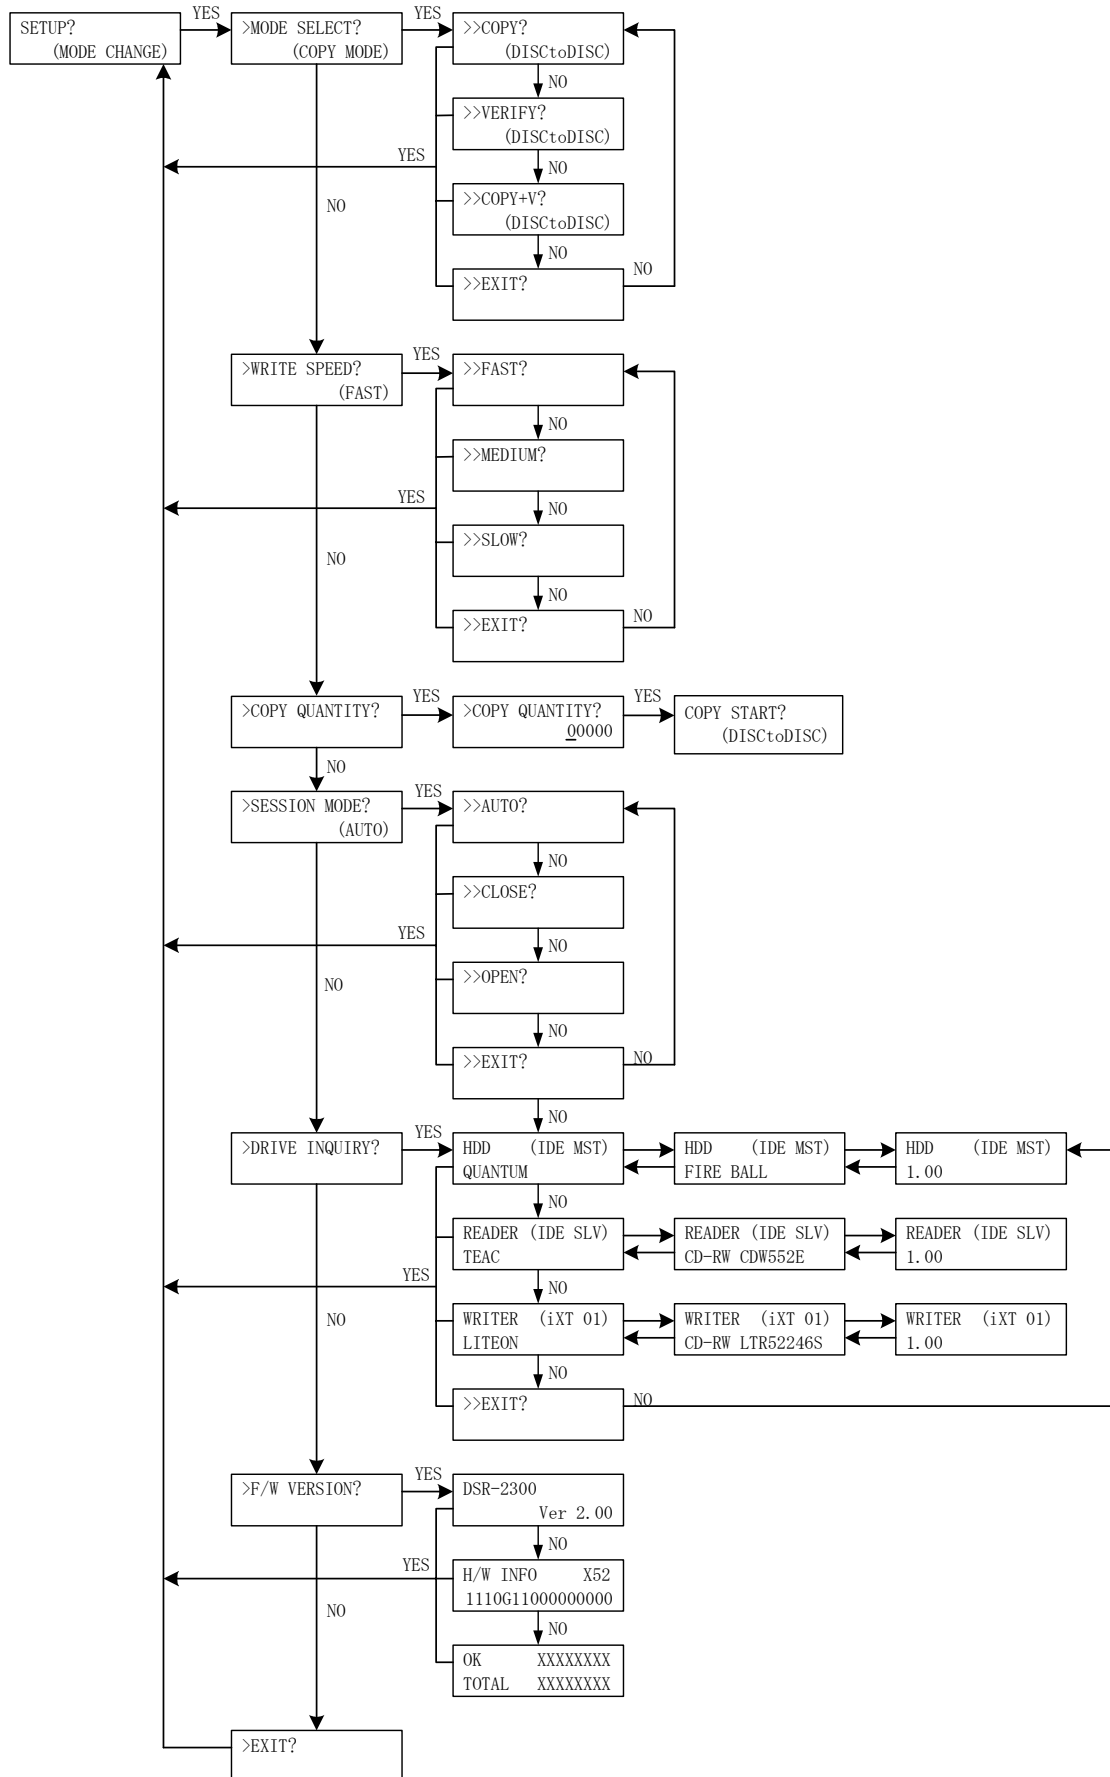 SETUP?
(MODE CHANGE)
YES
>MODE SELECT?
(COPY MODE)
YES
>>COPY?
(DISCtoDISC)
NO
>>VERIFY?
(DISCtoDISC)
YES
NO
>>COPY+V?
(DISCtoDISC)
NO
NO
>>EXIT?
NO
>WRITE SPEED?
(FAST)
YES
>>FAST?
NO
>>MEDIUM?
YES
NO
>>SLOW?
NO
NO
>>EXIT?
NO
>COPY QUANTITY?
YES
>COPY QUANTITY?
00000
YES
COPY START?
(DISCtoDISC)
NO
>SESSION MODE?
(AUTO)
YES
>>AUTO?
NO
>>CLOSE?
YES
NO
>>OPEN?
NO
NO
>>EXIT?
NO
NO
>DRIVE INQUIRY?
YES
HDD (IDE MST)
QUANTUM
HDD (IDE MST)
FIRE BALL
HDD (IDE MST)
1.00
NO
READER (IDE SLV)
TEAC
READER (IDE SLV)
CD-RW CDW552E
READER (IDE SLV)
1.00
YES
NO
WRITER (iXT 01)
LITEON
WRITER (iXT 01)
CD-RW LTR52246S
WRITER (iXT 01)
1.00
NO
NO
>>EXIT?
NO
>F/W VERSION?
YES
DSR-2300
Ver 2.00
NO
YES
H/W INFO X52
1110G11000000000
NO
NO
OK XXXXXXXX
TOTAL XXXXXXXX
>EXIT?